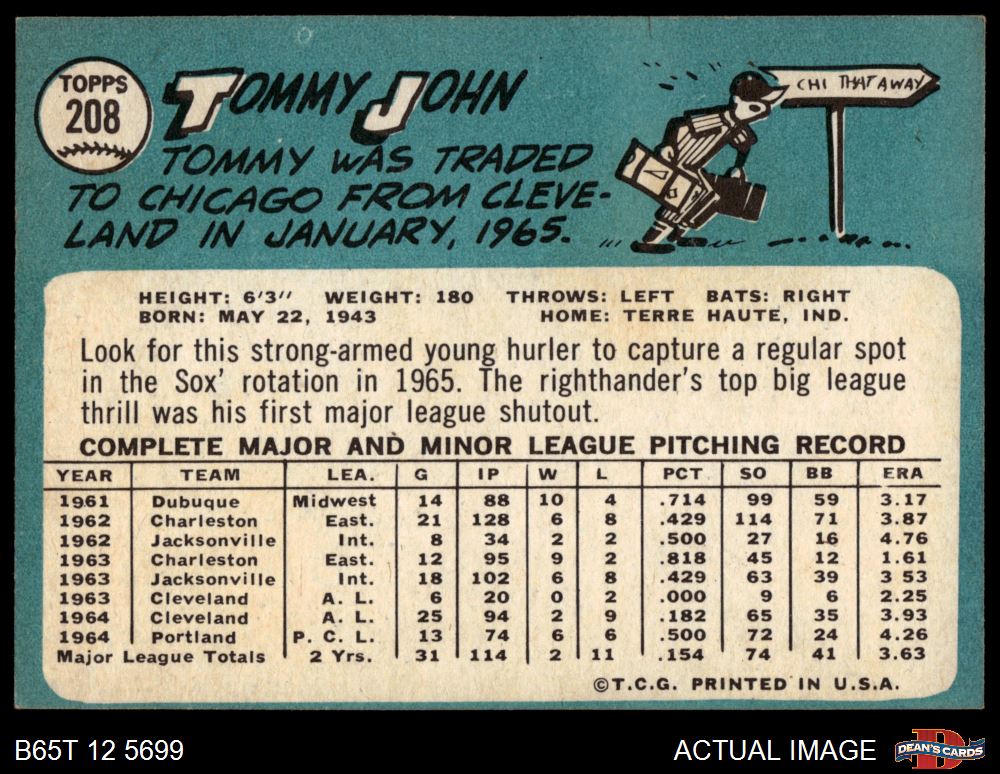 TOPPS
208
TOMMY JOHN
CHI THATAWAY
TOMMY WAS TRADED
TO CHICAGO FROM CLEVE-
LAND IN JANUARY, 1965.
HEIGHT: 6'3" WEIGHT: 180 THROWS: LEFT BATS: RIGHT
BORN: MAY 22, 1943 HOME: TERRE HAUTE, IND.
Look for this strong-armed young hurler to capture a regular spot
in the Sox' rotation in 1965. The righthander's top big league
thrill was his first major league shutout.
COMPLETE MAJOR AND MINOR LEAGUE PITCHING RECORD
YEAR TEAM LEA. G IP W L PCT SO BB ERA
1961 Dubuque Midwest 14 88 10 4 .714 99 59 3.17
1962 Charleston East. 21 128 6 8 .429 114 71 3.87
1962 Jacksonville Int. 8 34 2 2 .500 27 16 4.76
1963 Charleston East. 12 95 9 2 .818 45 12 1.61
1963 Jacksonville Int. 18 102 6 8 .429 63 39 3 53
1963 Cleveland A. L. 6 20 0 2 .000 9 6 2.25
1964 Cleveland A. L. 25 94 2 9 .182 65 35 3.93
1964 Portland P. C. L. 13 74 6 6 .500 72 24 4.26
Major League Totals 2 Yrs. 31 114 2 11 .154 74 41 3.63
©T.C.G. PRINTED IN U.S.A.
B65T 12 5699 ACTUAL IMAGE DEAN'S CARDS